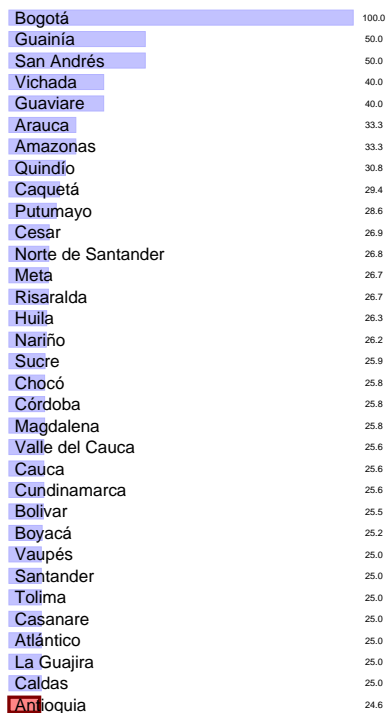 Bogotá 100.0
Guainía 50.0
San Andrés 50.0
Vichada 40.0
Guaviare 40.0
Arauca 33.3
Amazonas 33.3
Quindío 30.8
Caquetá 29.4
Putumayo 28.6
Cesar 26.9
Norte de Santander 26.8
Meta 26.7
Risaralda 26.7
Huila 26.3
Nariño 26.2
Sucre 25.9
Chocó 25.8
Córdoba 25.8
Magdalena 25.8
Valle del Cauca 25.6
Cauca 25.6
Cundinamarca 25.6
Bolivar 25.5
Boyacá 25.2
Vaupés 25.0
Santander 25.0
Tolima 25.0
Casanare 25.0
Atlántico 25.0
La Guajira 25.0
Caldas 25.0
Antioquia 24.6